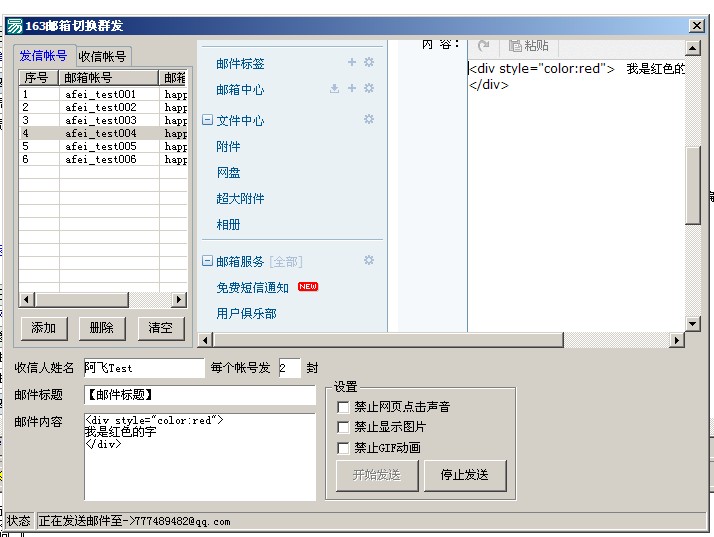 163邮箱切换群发
发信帐号 收信帐号
序号 邮箱帐号 邮箱
1 afei_test001 happ
2 afei_test002 happ
3 afei_test003 happ
4 afei_test004 happ
5 afei_test005 happ
6 afei_test006 happ
添加 删除 清空
邮件标签
邮箱中心
文件中心
附件
网盘
超大附件
相册
邮箱服务 [全部]
免费短信通知 NEW
用户俱乐部
内 容：
粘贴
<div style="color:red"> 我是红色的
</div>
收信人姓名 阿飞Test 每个帐号发 2 封
邮件标题 【邮件标题】
邮件内容 <div style="color:red">
我是红色的字
</div>
设置
禁止网页点击声音
禁止显示图片
禁止GIF动画
开始发送 停止发送
状态 正在发送邮件至->777489482@qq.com